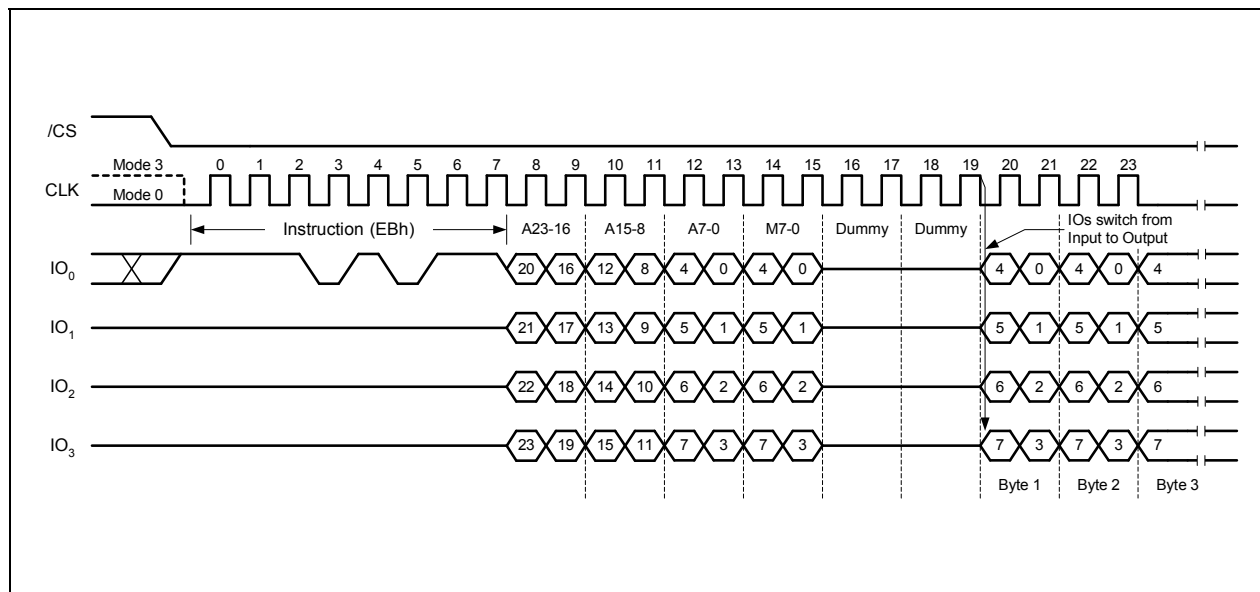 /CS
Mode 3 0 1 2 3 4 5 6 7 8 9 10 11 12 13 14 15 16 17 18 19 20 21 22 23
CLK Mode 0
Instruction (EBh) A23-16 A15-8 A7-0 M7-0 Dummy Dummy
IOs switch from
Input to Output
IO0 20 16 12 8 4 0 4 0 4 0 4 0 4
IO1 21 17 13 9 5 1 5 1 5 1 5 1 5
IO2 22 18 14 10 6 2 6 2 6 2 6 2 6
IO3 23 19 15 11 7 3 7 3 7 3 7 3 7
Byte 1 Byte 2 Byte 3